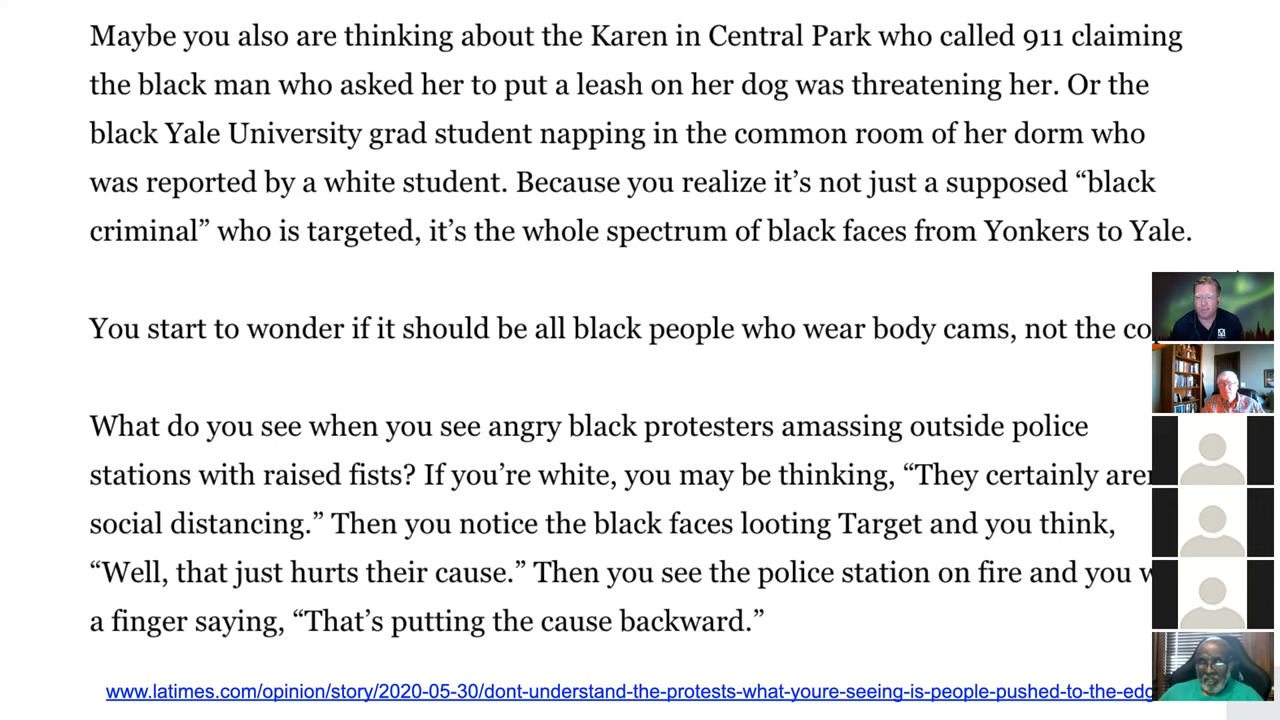 Maybe you also are thinking about the Karen in Central Park who called 911 claiming
the black man who asked her to put a leash on her dog was threatening her. Or the
black Yale University grad student napping in the common room of her dorm who
was reported by a white student. Because you realize it’s not just a supposed “black
criminal” who is targeted, it’s the whole spectrum of black faces from Yonkers to Yale.
You start to wonder if it should be all black people who wear body cams, not the
What do you see when you see angry black protesters amassing outside police
stations with raised fists? If you’re white, you may be thinking, “They certainly
social distancing.” Then you notice the black faces looting Target and you think,
“Well, that just hurts their cause.” Then you see the police station on fire and you
a finger saying, “That’s putting the cause backward.”
www.latimes.com/opinion/story/2020-05-30/dont-understand-the-protests-what-youre-seeing-is-people-pushed-to-the-edg